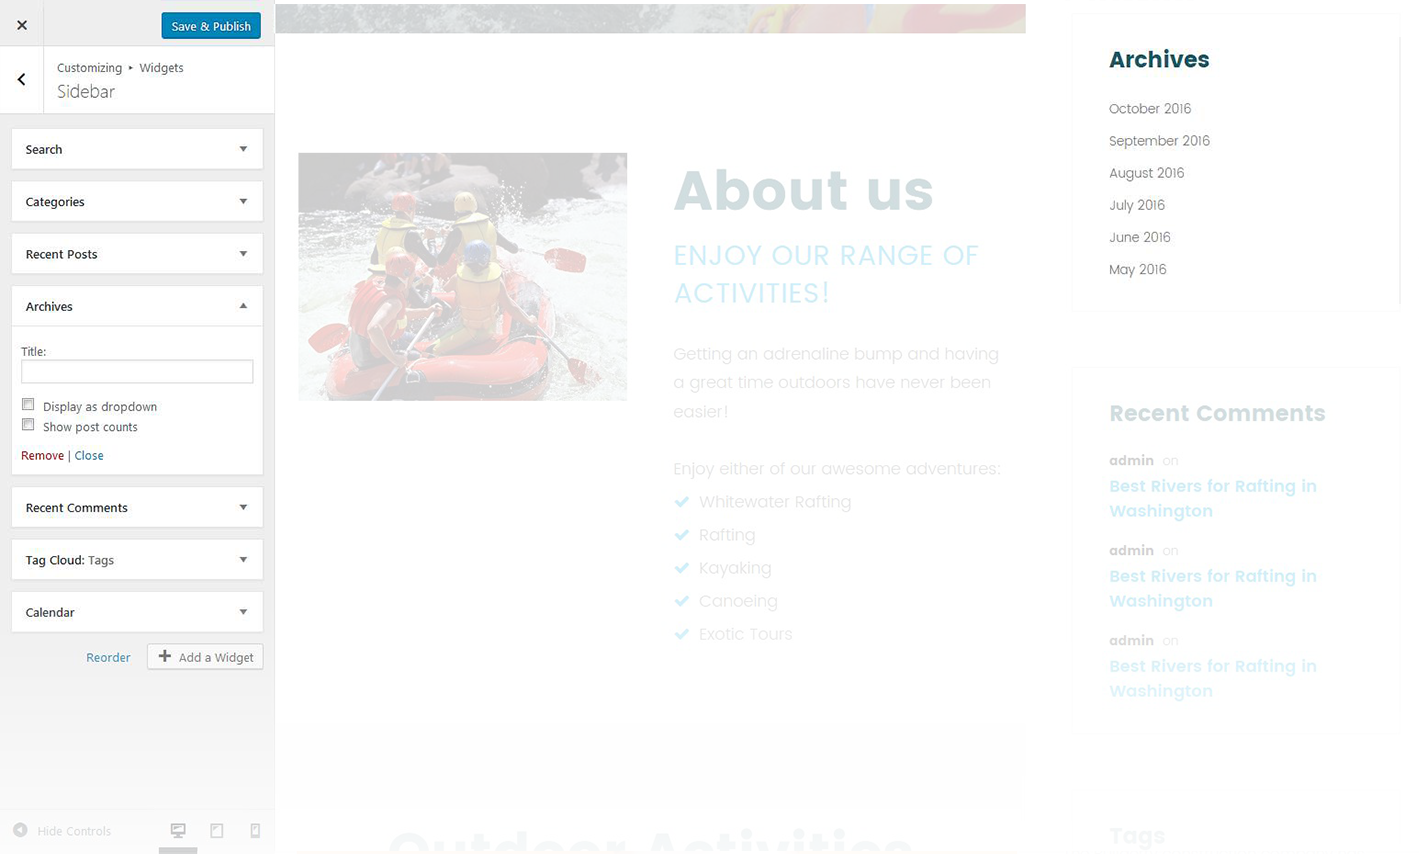 Save & Publish
Customizing ▸ Widgets
Sidebar
Search
Categories
Recent Posts
Archives
Title:
Display as dropdown
Show post counts
Remove | Close
Recent Comments
Tag Cloud: Tags
Calendar
Reorder
Add a Widget
Hide Controls
About us
ENJOY OUR RANGE OF
ACTIVITIES!
Getting an adrenaline bump and having
a great time outdoors have never been
easier!
Enjoy either of our awesome adventures:
Whitewater Rafting
Rafting
Kayaking
Canoeing
Exotic Tours
Outdoor Activities
Archives
October 2016
September 2016
August 2016
July 2016
June 2016
May 2016
Recent Comments
admin on
Best Rivers for Rafting in
Washington
admin on
Best Rivers for Rafting in
Washington
admin on
Best Rivers for Rafting in
Washington
Tags